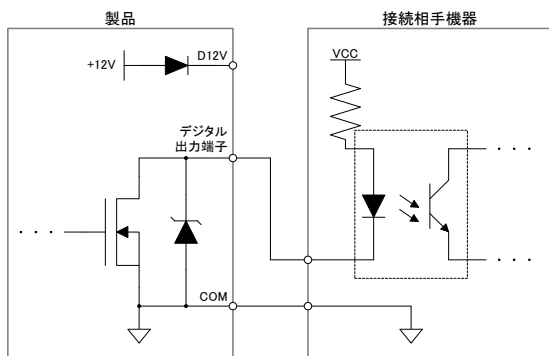 製品
接続相手機器
+12V
D12V
VCC
デジタル
出力端子
・・・
・・・
・・・
COM